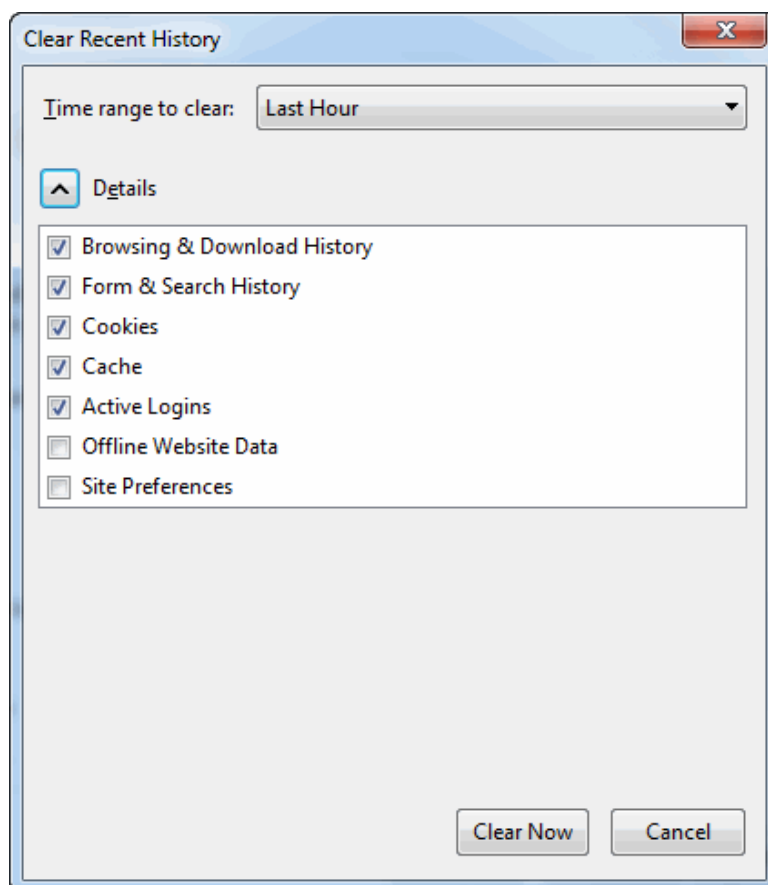 Clear Recent History
Time range to clear: Last Hour
Details
Browsing & Download History
Form & Search History
Cookies
Cache
Active Logins
Offline Website Data
Site Preferences
Clear Now Cancel